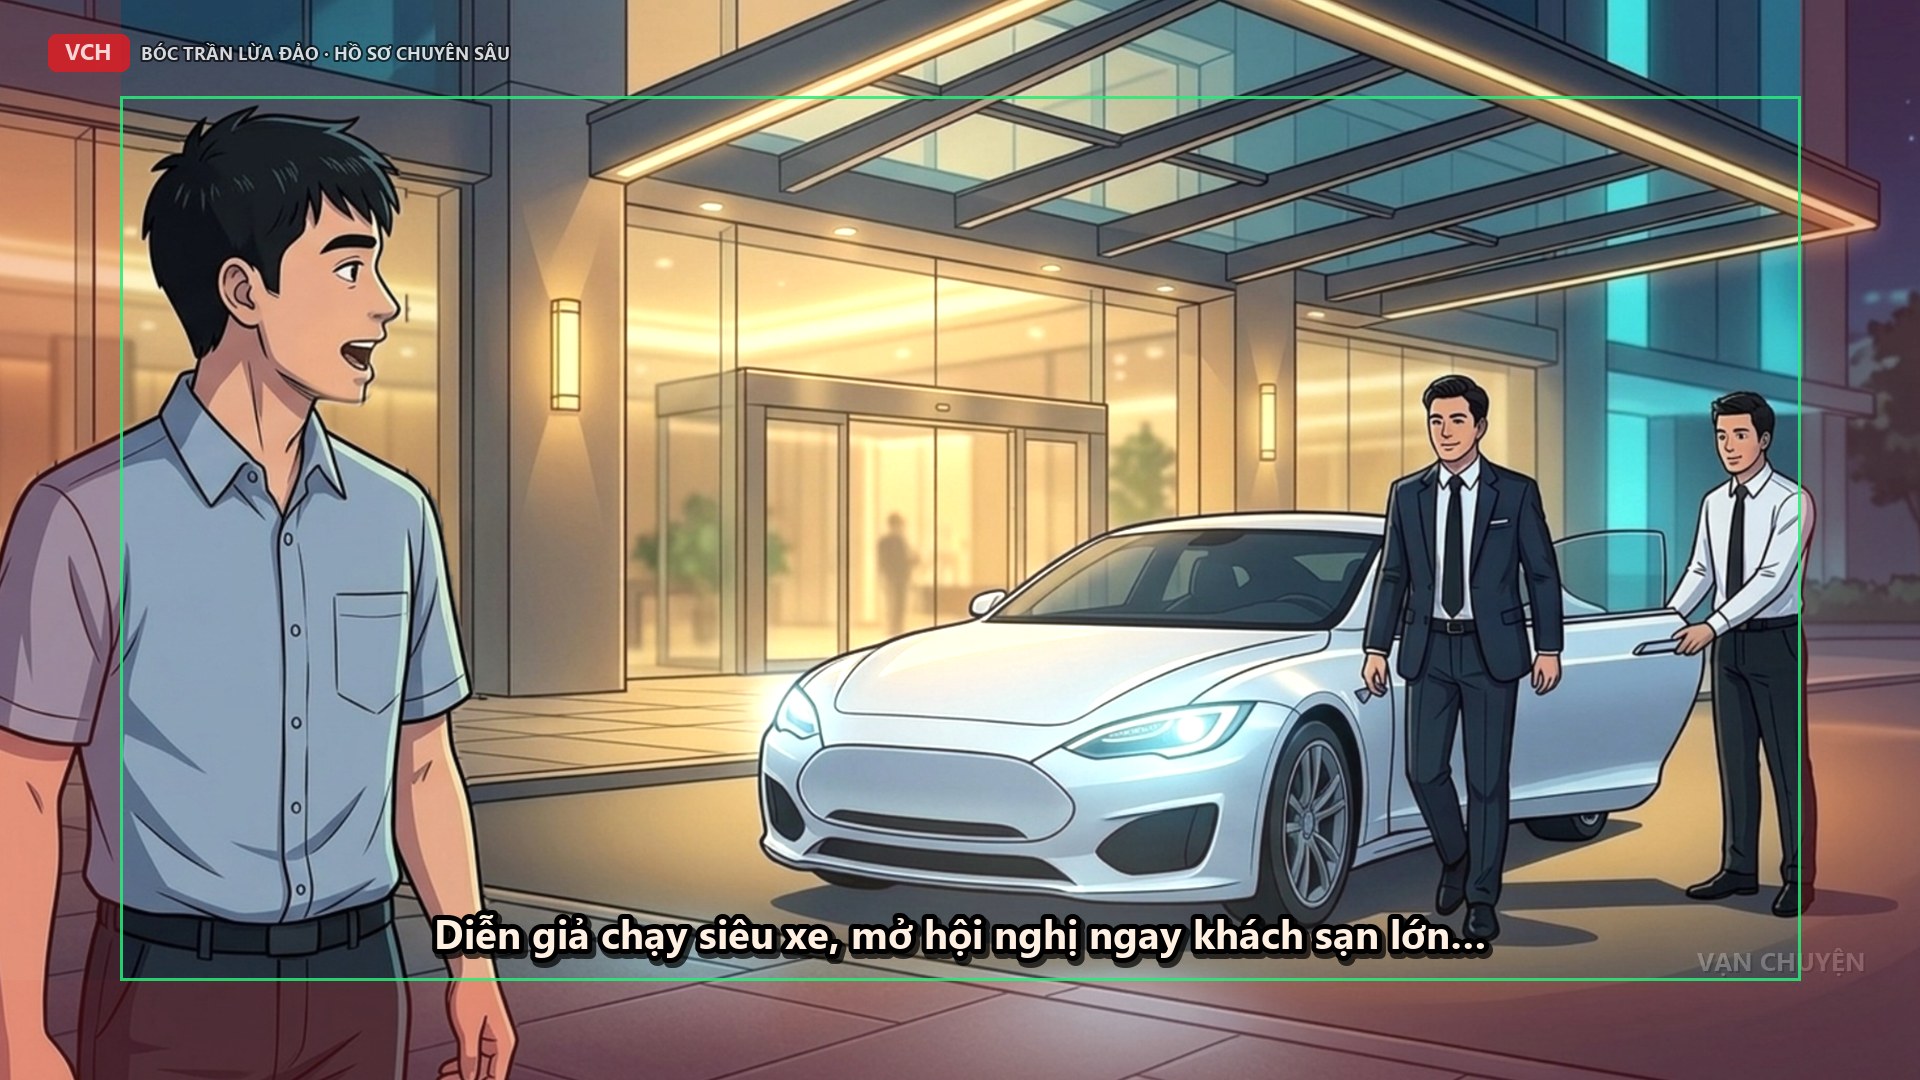 VCH BÓC TRẦN LỪA ĐẢO · HỒ SƠ CHUYÊN SÂU
Diễn giả chạy siêu xe, mở hội nghị ngay khách sạn lớn...
VẠN CHUYỆN